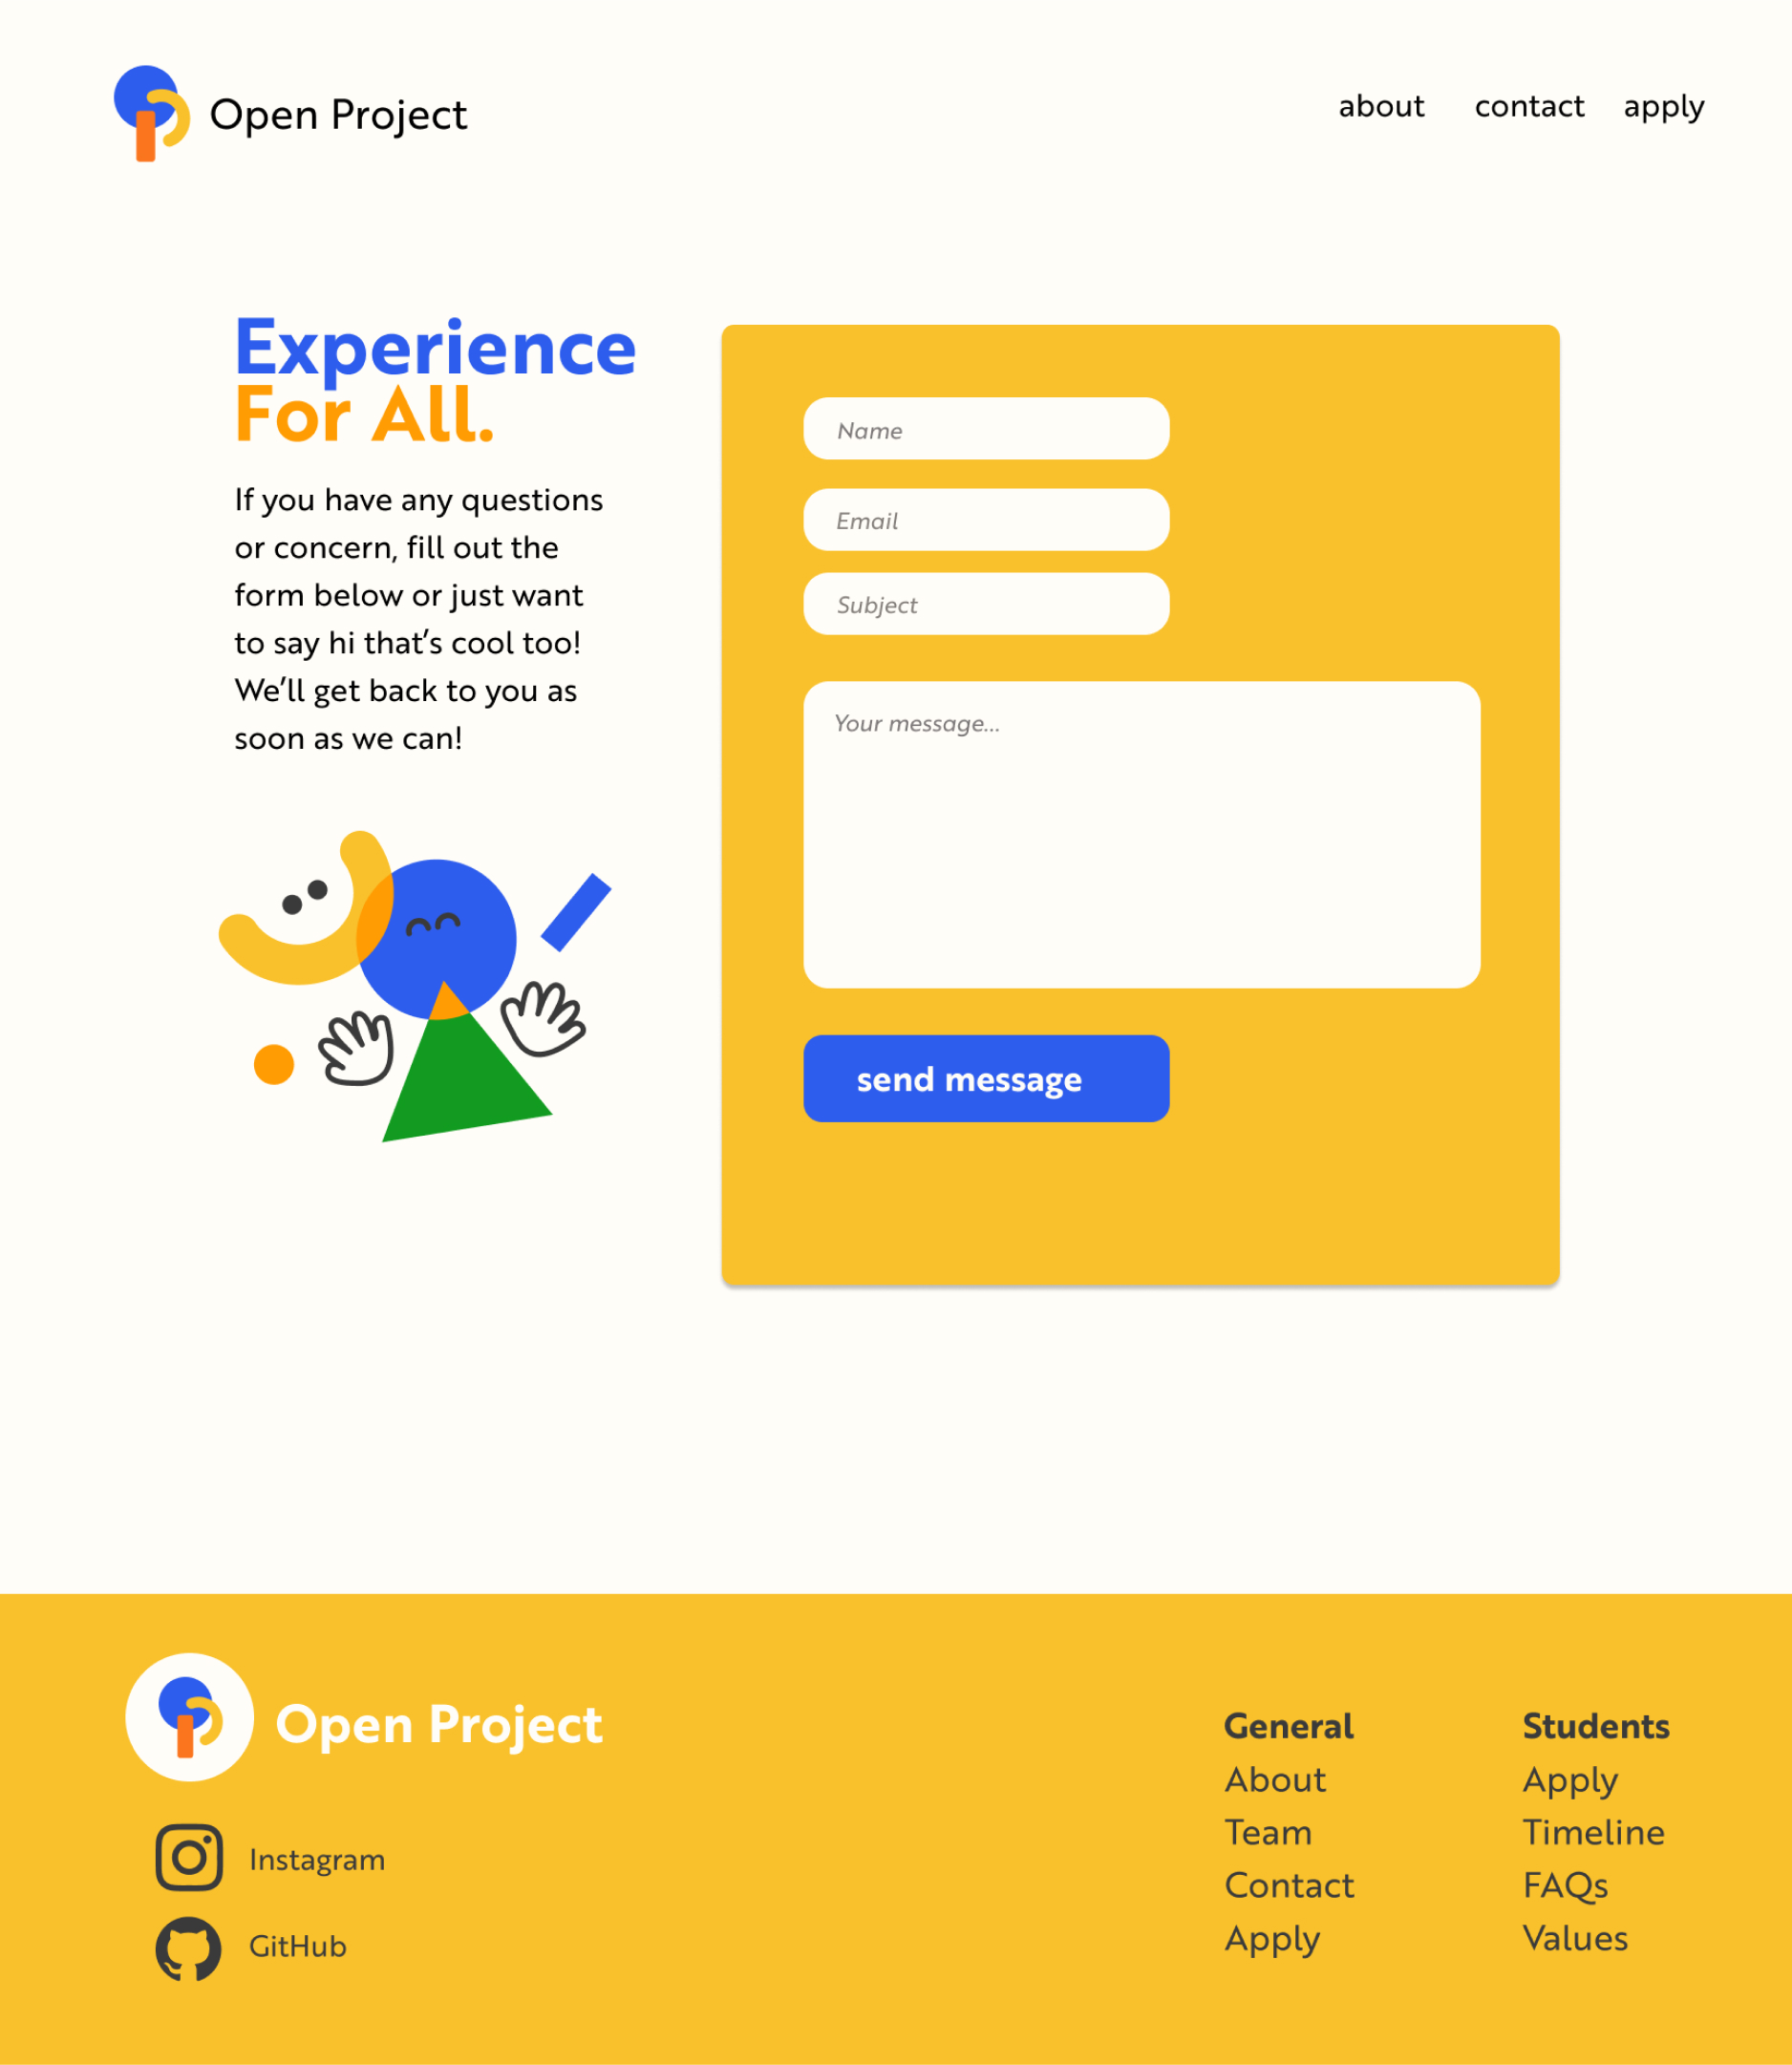 Open Project
about contact apply
Experience
For All.
If you have any questions
or concern, fill out the
form below or just want
to say hi that’s cool too!
We’ll get back to you as
soon as we can!
Name
Email
Subject
Your message...
send message
Open Project
Instagram
GitHub
General
About
Team
Contact
Apply
Students
Apply
Timeline
FAQs
Values